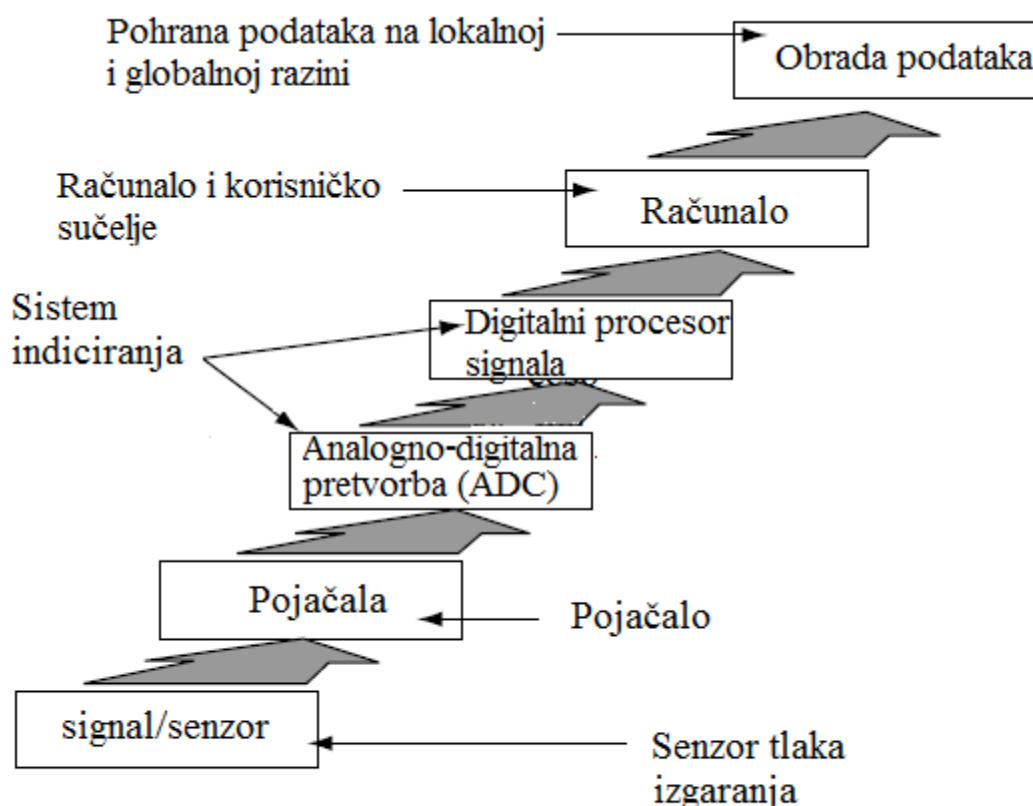 Pohrana podataka na lokalnoj
i globalnoj razini
Obrada podataka
Računalo i korisničko
sučelje
Računalo
Sistem
indiciranja
Digitalni procesor
signala
Analogno-digitalna
pretvorba (ADC)
Pojačala
Pojačalo
signal/senzor
Senzor tlaka
izgaranja